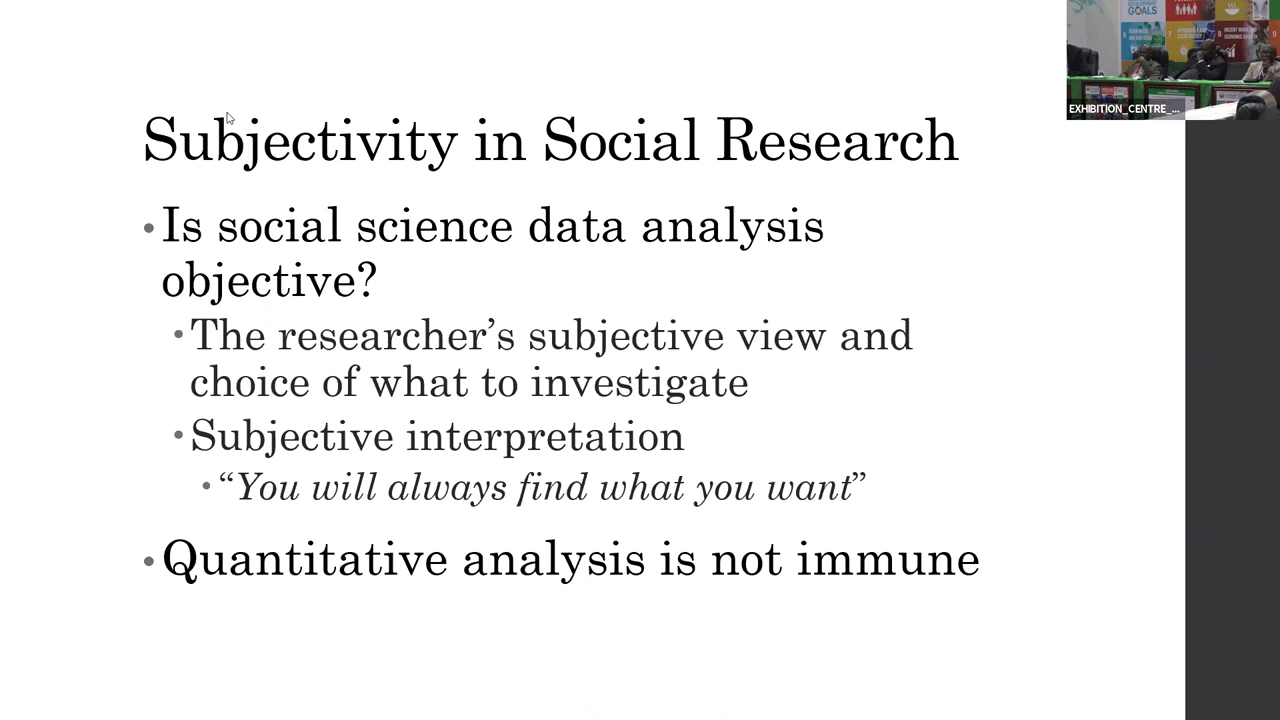 Subjectivity in Social Research
• Is social science data analysis
objective?
• The researcher’s subjective view and
choice of what to investigate
• Subjective interpretation
• “You will always find what you want”
• Quantitative analysis is not immune
GOALS
EXHIBITION_CENTRE_...